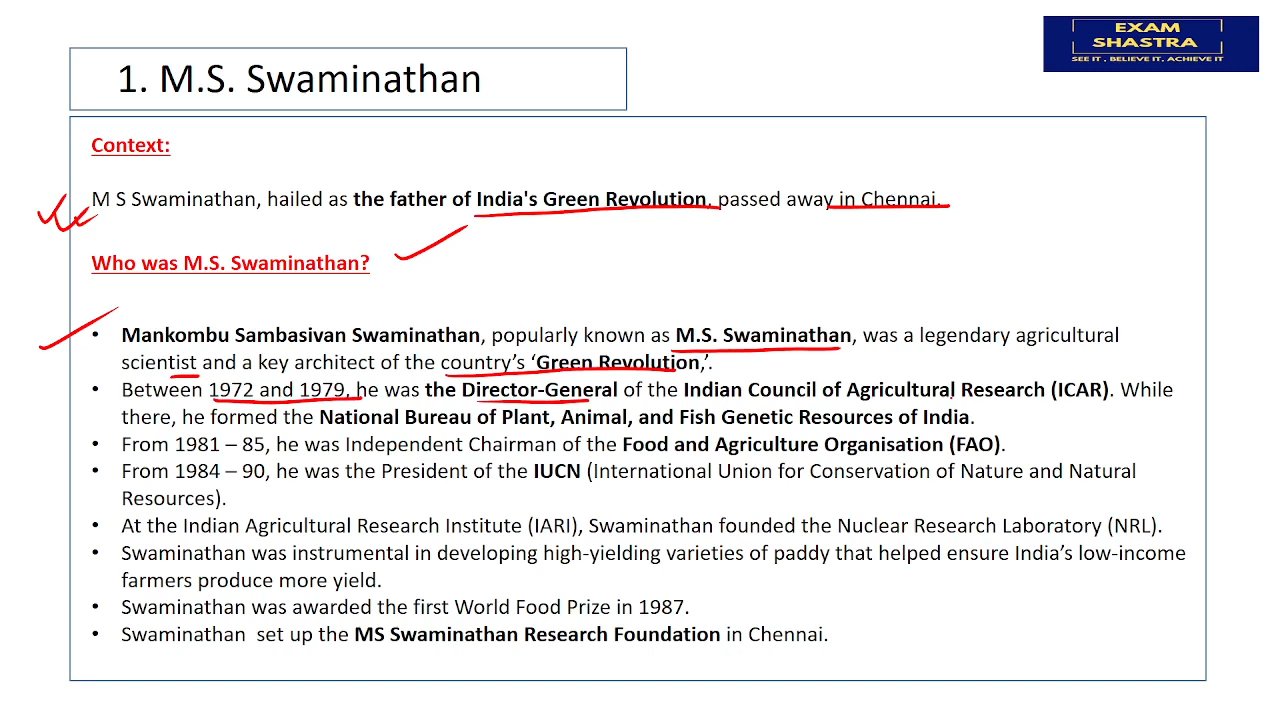 EXAM
SHASTRA
SEE IT . BELIEVE IT. ACHIEVE IT
1. M.S. Swaminathan
Context:
M S Swaminathan, hailed as the father of India's Green Revolution, passed away in Chennai.
Who was M.S. Swaminathan?
• Mankombu Sambasivan Swaminathan, popularly known as M.S. Swaminathan, was a legendary agricultural
scientist and a key architect of the country's 'Green Revolution,'.
• Between 1972 and 1979, he was the Director-General of the Indian Council of Agricultural Research (ICAR). While
there, he formed the National Bureau of Plant, Animal, and Fish Genetic Resources of India.
• From 1981 – 85, he was Independent Chairman of the Food and Agriculture Organisation (FAO).
• From 1984 – 90, he was the President of the IUCN (International Union for Conservation of Nature and Natural
Resources).
• At the Indian Agricultural Research Institute (IARI), Swaminathan founded the Nuclear Research Laboratory (NRL).
• Swaminathan was instrumental in developing high-yielding varieties of paddy that helped ensure India's low-income
farmers produce more yield.
• Swaminathan was awarded the first World Food Prize in 1987.
• Swaminathan  set up the MS Swaminathan Research Foundation in Chennai.